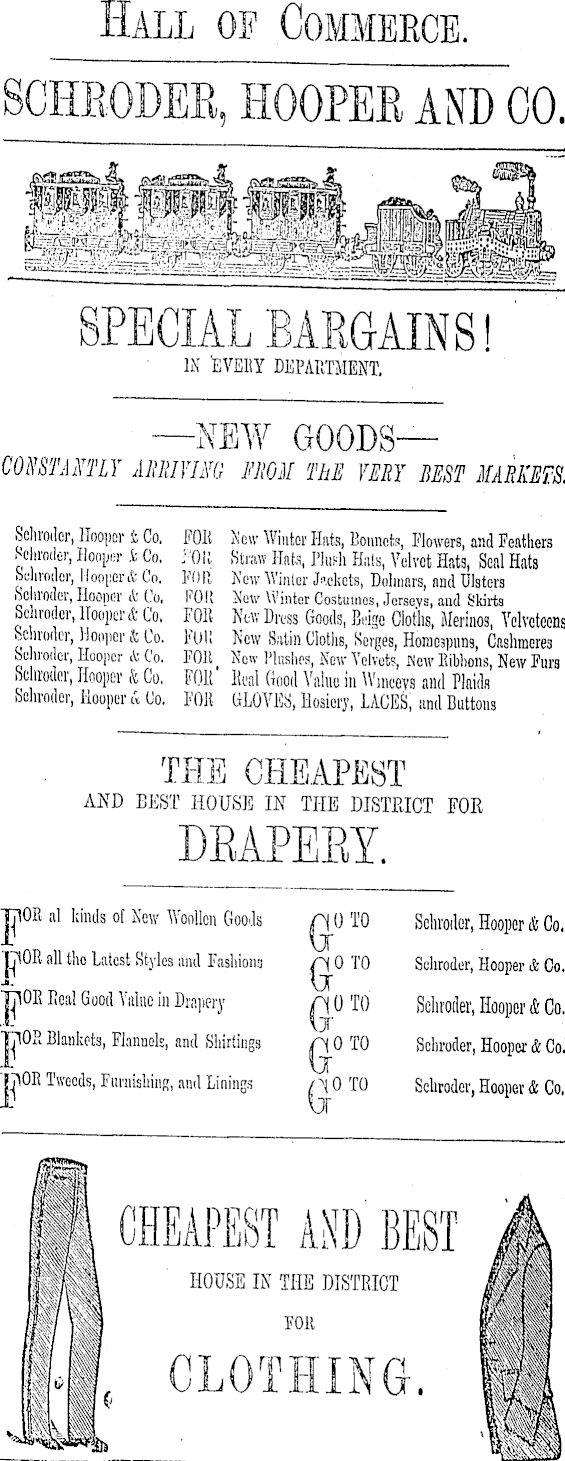 HALL OF COMMERCE.
SCHRODER, HOOPER AND CO.
SPECIAL BARGAINS!
IN EVERY DEPARTMENT.
—NEW GOODS—
CONSTANTLY ARRIVING FROM THE VERY BEST MARKETS.
Schroder, Hooper & Co. FOR New Winter Hats, Bonnets, Flowers, and Feathers
Schroder, Hooper & Co. FOR Straw Hats, Plush Hats, Velvet Hats, Seal Hats
Schroder, Hooper & Co. FOR New Winter Jackets, Dolmars, and Ulsters
Schroder, Hooper & Co. FOR New Winter Costumes, Jerseys, and Skirts
Schroder, Hooper & Co. FOR New Dress Goods, Beige Cloths, Merinos, Velveteens
Schroder, Hooper & Co. FOR New Satin Cloths, Serges, Homespuns, Cashmeres
Schroder, Hooper & Co. FOR New Plushes, New Velvets, New Ribbons, New Furs
Schroder, Hooper & Co. FOR Real Good Value in Winceys and Plaids
Schroder, Hooper & Co. FOR GLOVES, Hosiery, LACES, and Buttons
THE CHEAPEST
AND BEST HOUSE IN THE DISTRICT FOR
DRAPERY.
FOR al kinds of New Woollen Goods GO TO Schroder, Hooper & Co.
FOR all the Latest Styles and Fashions GO TO Schroder, Hooper & Co.
FOR Real Good Value in Drapery GO TO Schroder, Hooper & Co.
FOR Blankets, Flannels, and Shirtings GO TO Schroder, Hooper & Co.
FOR Tweeds, Furnishing, and Linings GO TO Schroder, Hooper & Co.
CHEAPEST AND BEST
HOUSE IN THE DISTRICT
FOR
CLOTHING.